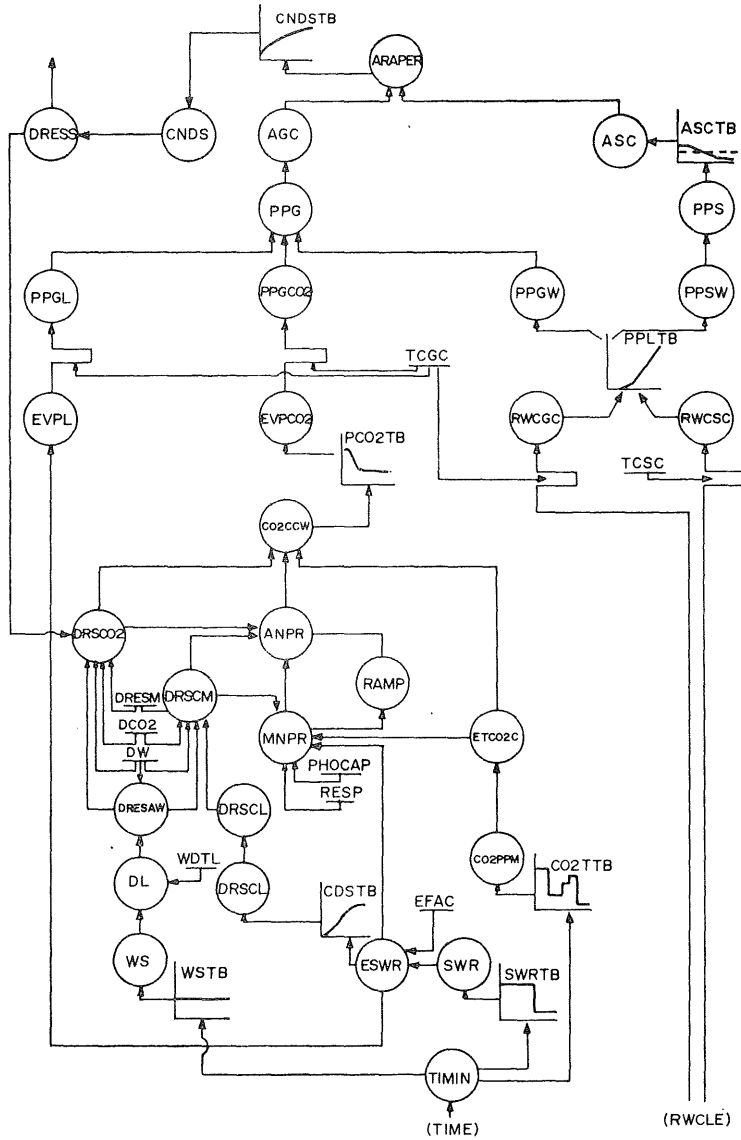 CNDSTB
ARAPER
DRESS
CNDS
AGC
ASC
ASCTB
PPG
PPS
PPGL
PPGCO2
PPGW
PPSW
PPLTB
TCGC
EVPL
EVPCO2
RWCGC
RWCSC
PCO2TB
TCSC
CO2CCW
DRSCO2
ANPR
DRSCM
RAMP
DRESM
DCO2
MNPR
ETCO2C
DW
PHOCAP
RESP
DRESAW
DRSCL
CO2PPM
CO2TTB
WDTL
DL
DRSCL
CDSTB
EFAC
WS
WSTB
ESWR
SWR
SWRTB
TIMIN
(TIME)
(RWCLE)